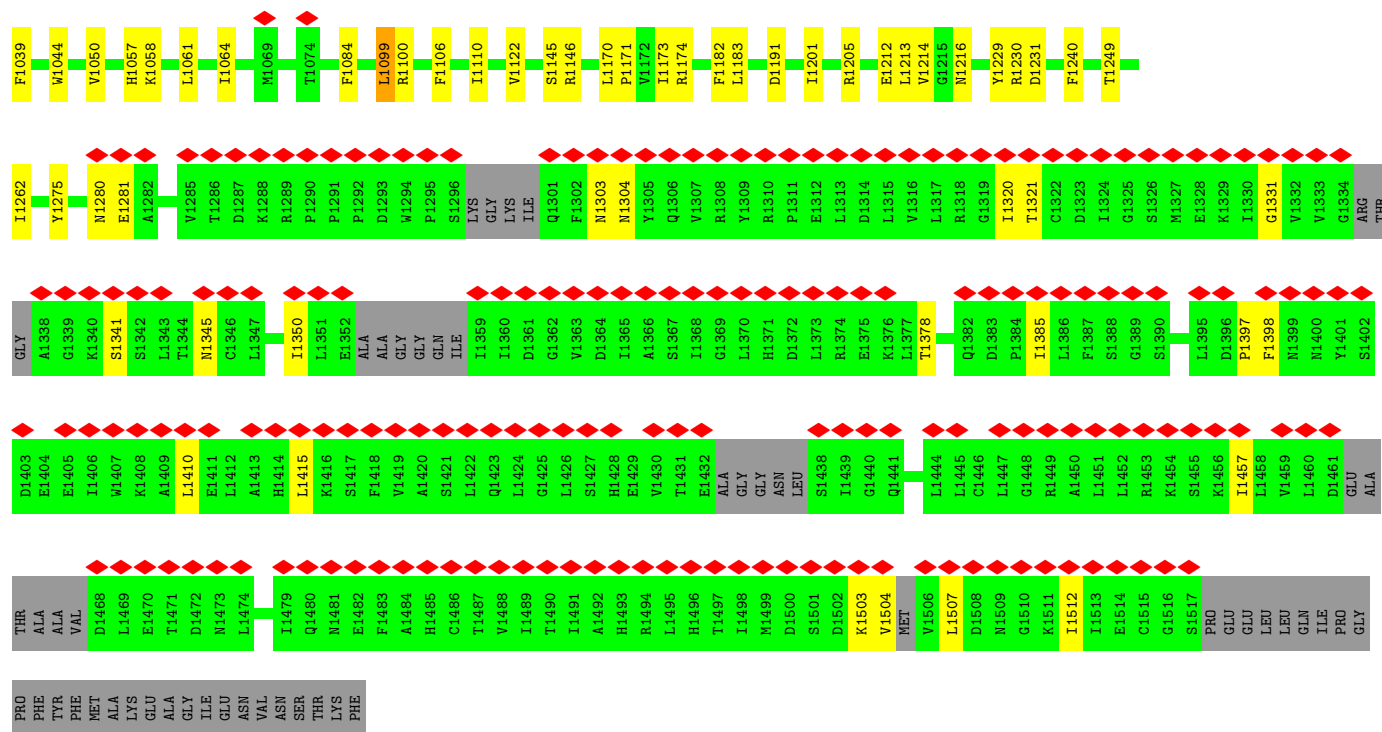 F1039 W1044 V1050 H1057 K1058 L1061 I1064 M1069 T1074 F1084 L1099 R1100 F1106 I1110 V1122 S1145 R1146 L1170 P1171 V1172 I1173 R1174 F1182 L1183 D1191 I1201 R1205 E1212 L1213 V1214 G1215 N1216 Y1229 R1230 D1231 F1240 T1249
I1262 Y1275 N1280 E1281 A1282 V1285 T1286 D1287 K1288 R1289 P1290 P1291 P1292 D1293 W1294 P1295 S1296 LYS GLY LYS ILE Q1301 F1302 N1303 N1304 Y1305 Q1306 V1307 R1308 Y1309 R1310 P1311 E1312 L1313 D1314 L1315 V1316 L1317 R1318 G1319 I1320 T1321 C1322 D1323 I1324 G1325 S1326 M1327 E1328 K1329 I1330 G1331 V1332 V1333 G1334 ARG THR
GLY A1338 G1339 K1340 S1341 S1342 L1343 T1344 N1345 C1346 L1347 I1350 L1351 E1352 ALA ALA GLY GLY GLN ILE I1359 I1360 D1361 G1362 V1363 D1364 I1365 A1366 S1367 I1368 G1369 L1370 H1371 D1372 L1373 R1374 E1375 K1376 L1377 T1378 Q1382 D1383 P1384 I1385 L1386 F1387 S1388 G1389 S1390 L1395 D1396 P1397 F1398 N1399 N1400 Y1401 S1402
D1403 E1404 E1405 I1406 W1407 K1408 A1409 L1410 E1411 L1412 A1413 H1414 L1415 K1416 S1417 F1418 V1419 A1420 S1421 L1422 Q1423 L1424 G1425 L1426 S1427 H1428 E1429 V1430 T1431 E1432 ALA GLY GLY ASN LEU S1438 I1439 G1440 Q1441 L1444 L1445 C1446 L1447 G1448 R1449 A1450 L1451 L1452 R1453 K1454 S1455 K1456 I1457 L1458 V1459 L1460 D1461 GLU ALA
THR ALA ALA VAL D1468 L1469 E1470 T1471 D1472 N1473 L1474 I1479 Q1480 N1481 E1482 F1483 A1484 H1485 C1486 T1487 V1488 I1489 T1490 I1491 A1492 H1493 R1494 L1495 H1496 T1497 I1498 M1499 D1500 S1501 D1502 K1503 V1504 MET V1506 L1507 D1508 N1509 G1510 K1511 I1512 I1513 E1514 C1515 G1516 S1517 PRO GLU GLU LEU LEU GLN ILE PRO GLY
PRO PHE TYR PHE MET ALA LYS GLU ALA GLY ILE GLU ASN VAL ASN SER THR LYS PHE